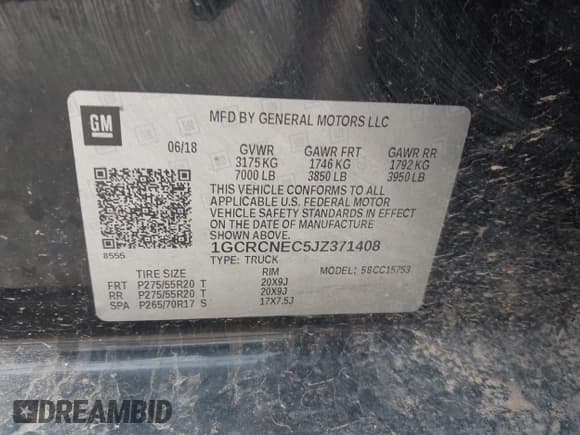 GM
MFD BY GENERAL MOTORS LLC
06/18 GVWR GAWR FRT GAWR RR
3175 KG 1746 KG 1792 KG
7000 LB 3850 LB 3950 LB
THIS VEHICLE CONFORMS TO ALL
APPLICABLE U.S. FEDERAL MOTOR
VEHICLE SAFETY STANDARDS IN EFFECT
ON THE DATE OF MANUFACTURE
SHOWN ABOVE.
1GCRCNEC5JZ371408
8555 TYPE: TRUCK
TIRE SIZE RIM MODEL: 58CC15753
FRT P275/55R20 T 20X9J
RR P275/55R20 T 20X9J
SPA P265/70R17 S 17X7.5J
DREAMBID